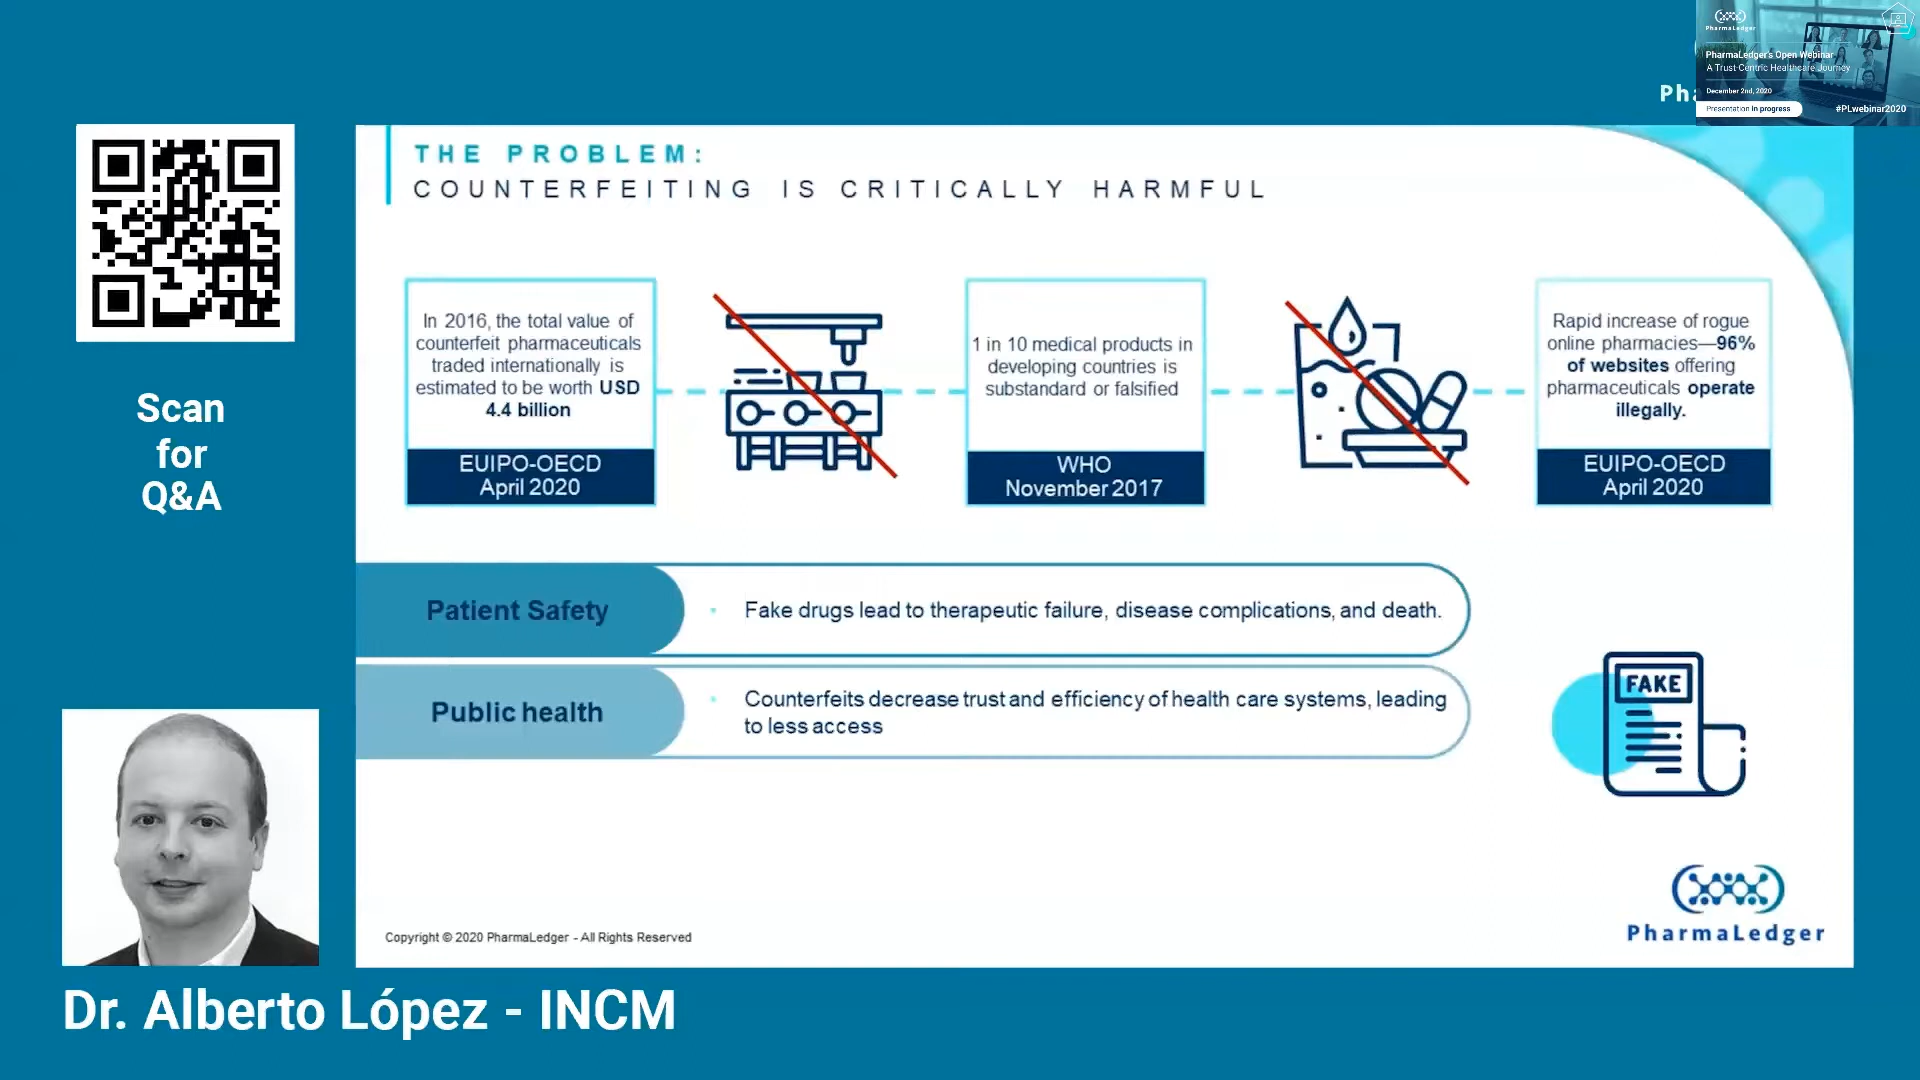 PharmaLedger
PharmaLedger's Open Webinar
A Trust-Centric Healthcare Journey
December 2nd, 2020
Presentation in progress
#PLwebinar2020
Ph
THE PROBLEM:
COUNTERFEITING IS CRITICALLY HARMFUL
Scan
for
Q&A
In 2016, the total value of
counterfeit pharmaceuticals
traded internationally is
estimated to be worth USD
4.4 billion
EUIPO-OECD
April 2020
1 in 10 medical products in
developing countries is
substandard or falsified
WHO
November 2017
Rapid increase of rogue
online pharmacies—96%
of websites offering
pharmaceuticals operate
illegally.
EUIPO-OECD
April 2020
Patient Safety
Fake drugs lead to therapeutic failure, disease complications, and death.
Public health
Counterfeits decrease trust and efficiency of health care systems, leading
to less access
FAKE
PharmaLedger
Copyright © 2020 PharmaLedger - All Rights Reserved
Dr. Alberto López - INCM